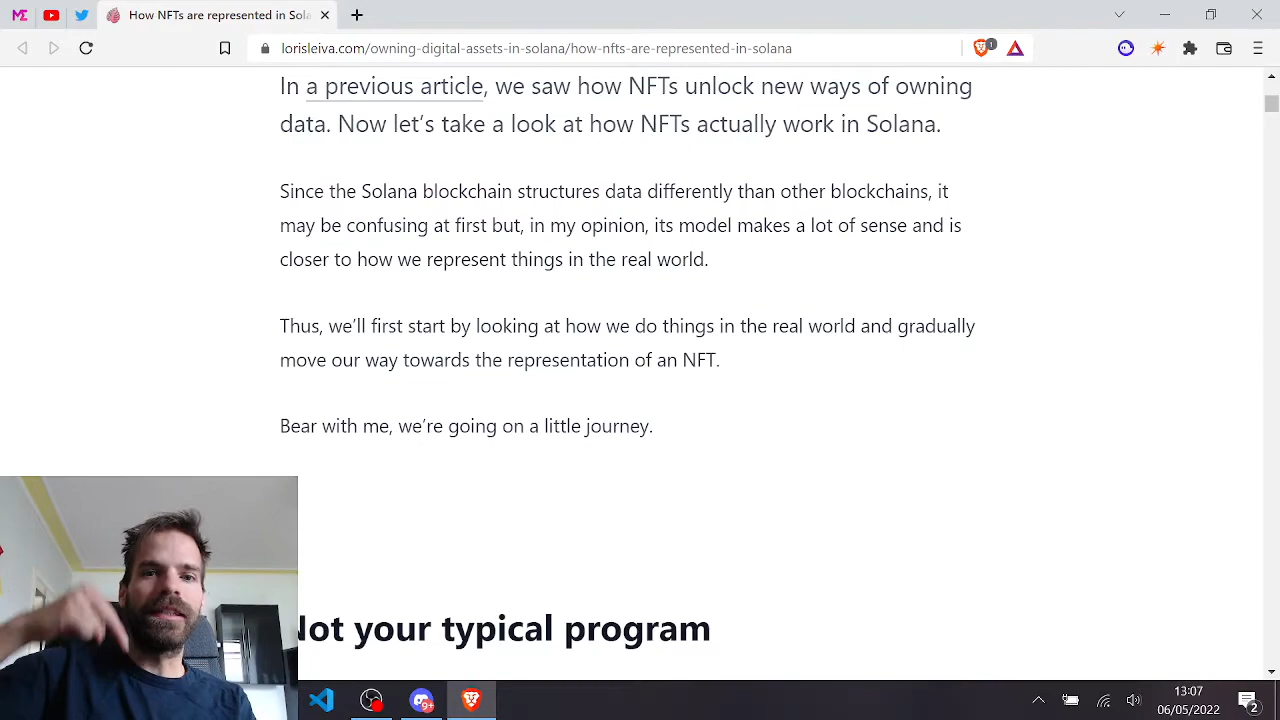 How NFTs are represented in Sola
lorisleiva.com/owning-digital-assets-in-solana/how-nfts-are-represented-in-solana
1
In a previous article, we saw how NFTs unlock new ways of owning
data. Now let's take a look at how NFTs actually work in Solana.
Since the Solana blockchain structures data differently than other blockchains, it
may be confusing at first but, in my opinion, its model makes a lot of sense and is
closer to how we represent things in the real world.
Thus, we'll first start by looking at how we do things in the real world and gradually
move our way towards the representation of an NFT.
Bear with me, we're going on a little journey.
Not your typical program
9+
13:07
06/05/2022
2